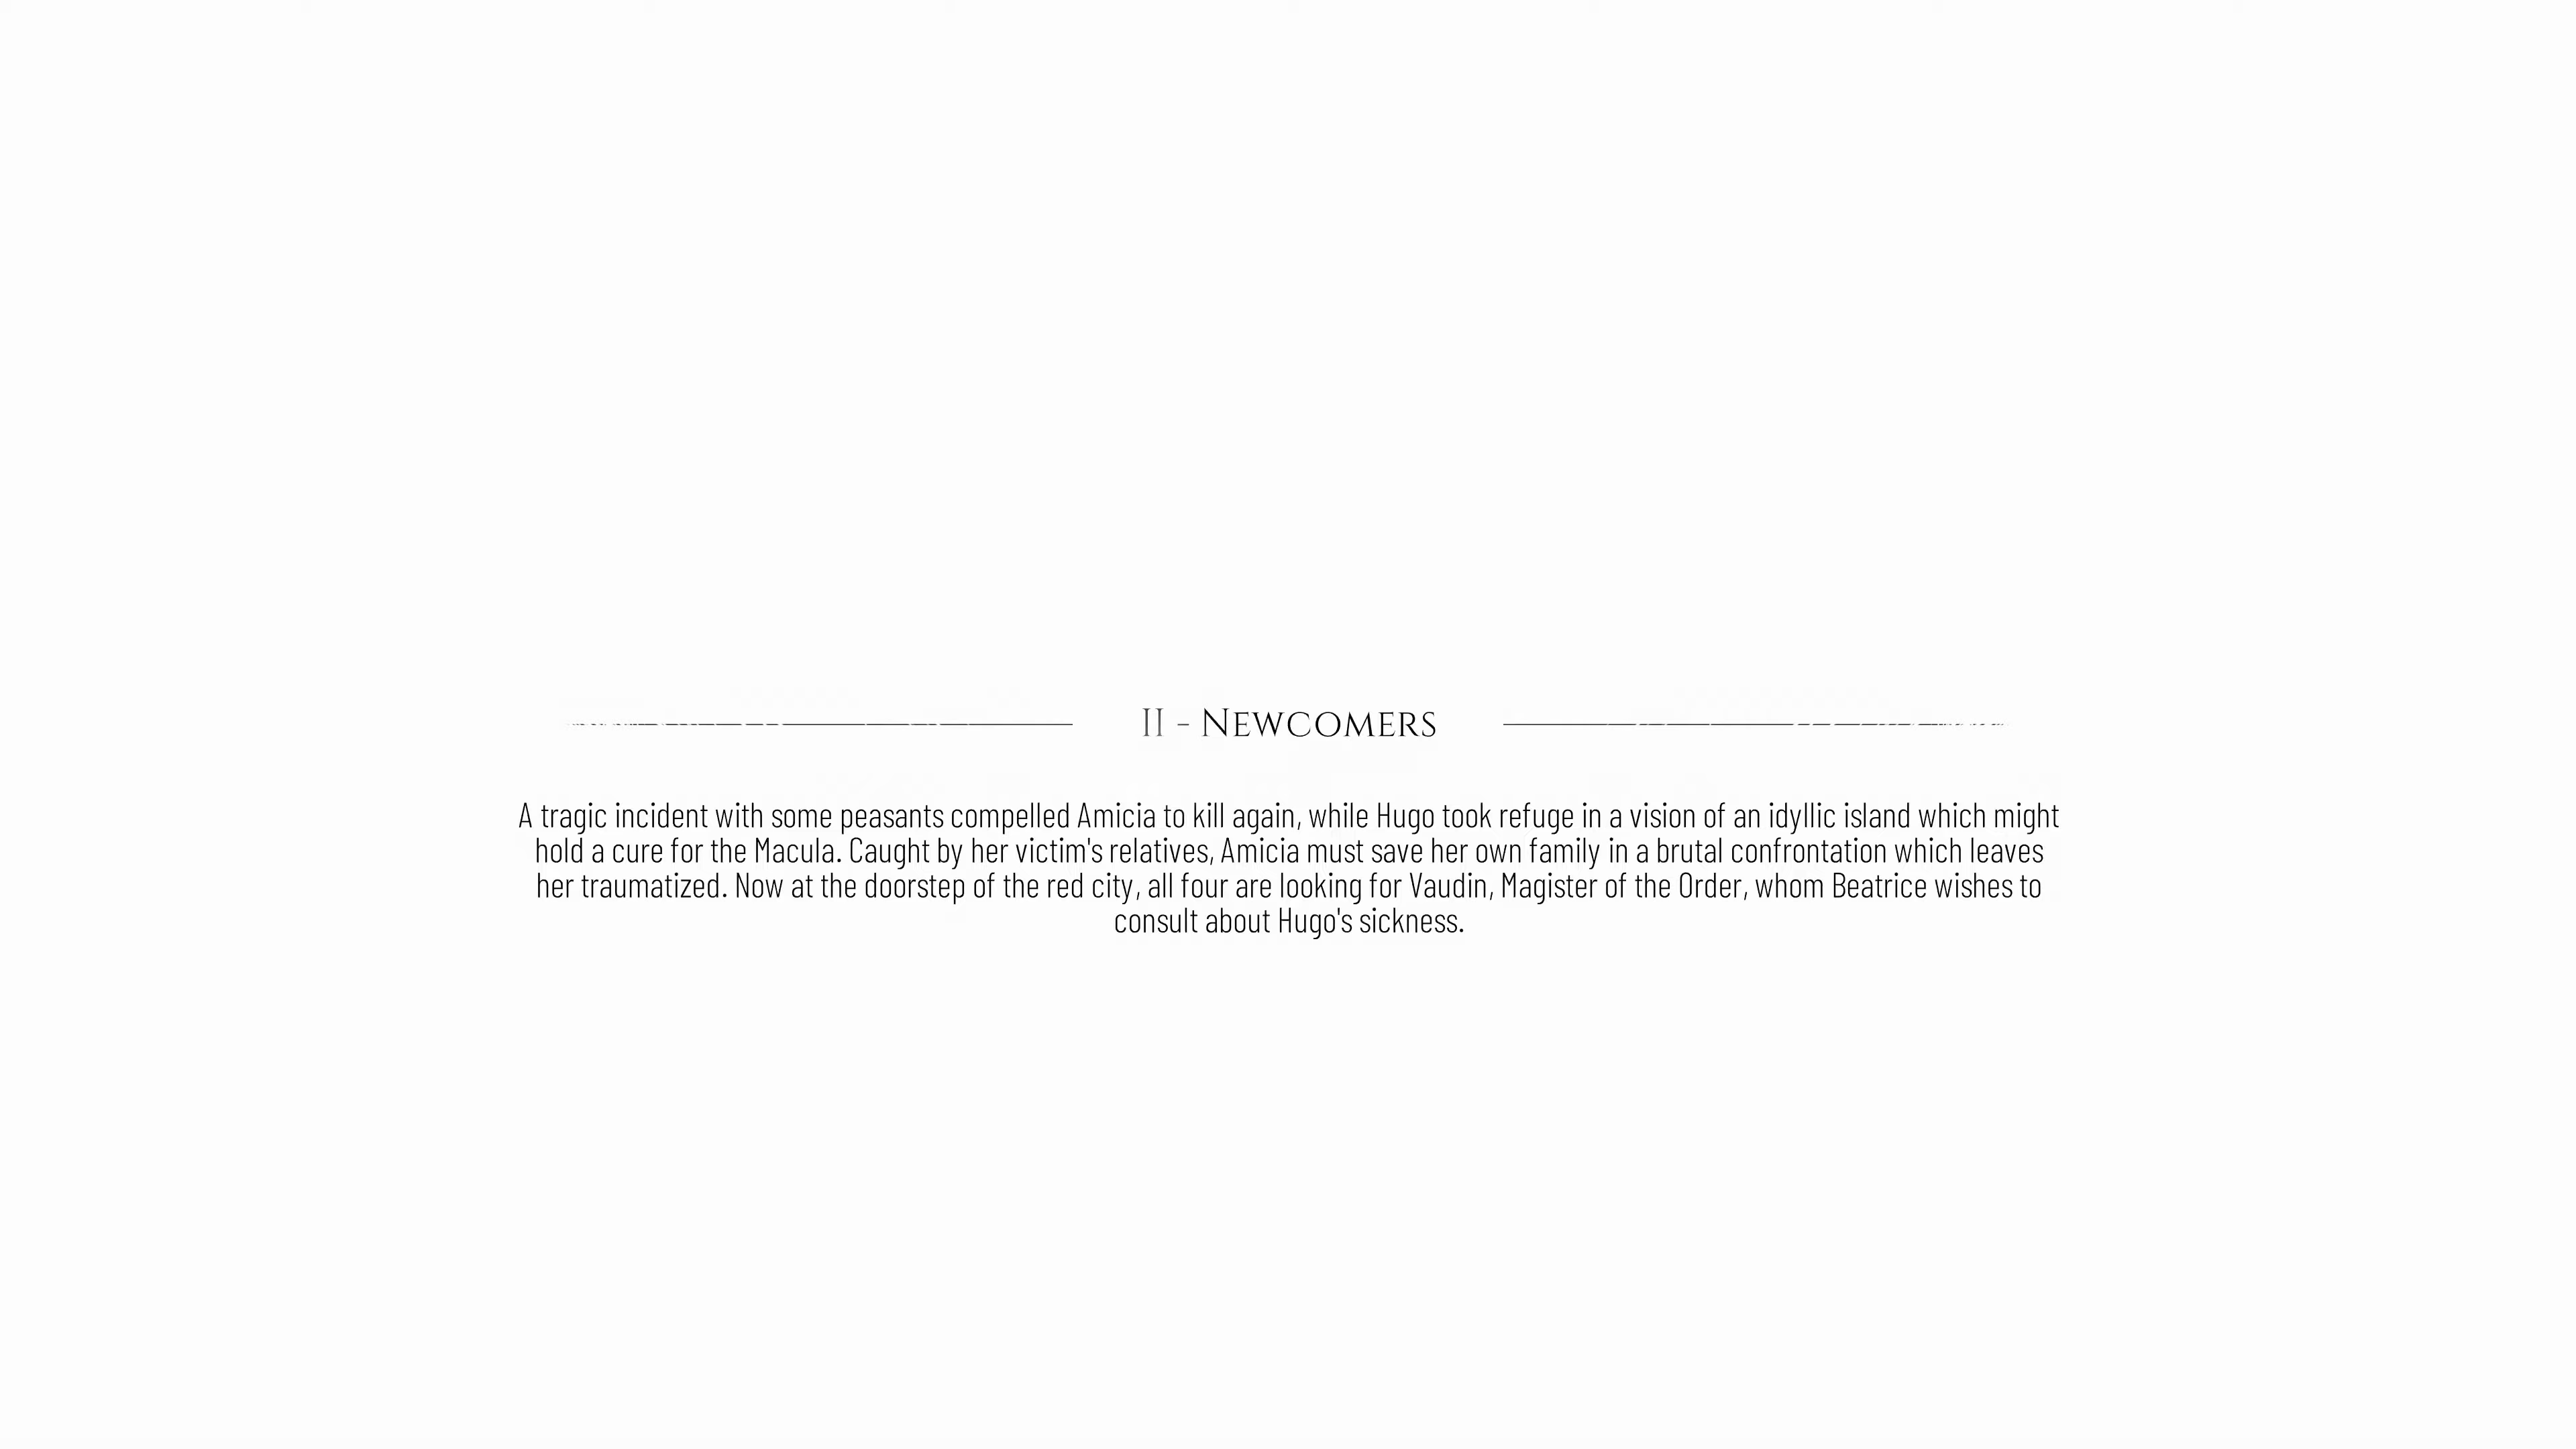 II - Newcomers
A tragic incident with some peasants compelled Amicia to kill again, while Hugo took refuge in a vision of an idyllic island which might
hold a cure for the Macula. Caught by her victim's relatives, Amicia must save her own family in a brutal confrontation which leaves
her traumatized. Now at the doorstep of the red city, all four are looking for Vaudin, Magister of the Order, whom Beatrice wishes to
consult about Hugo's sickness.